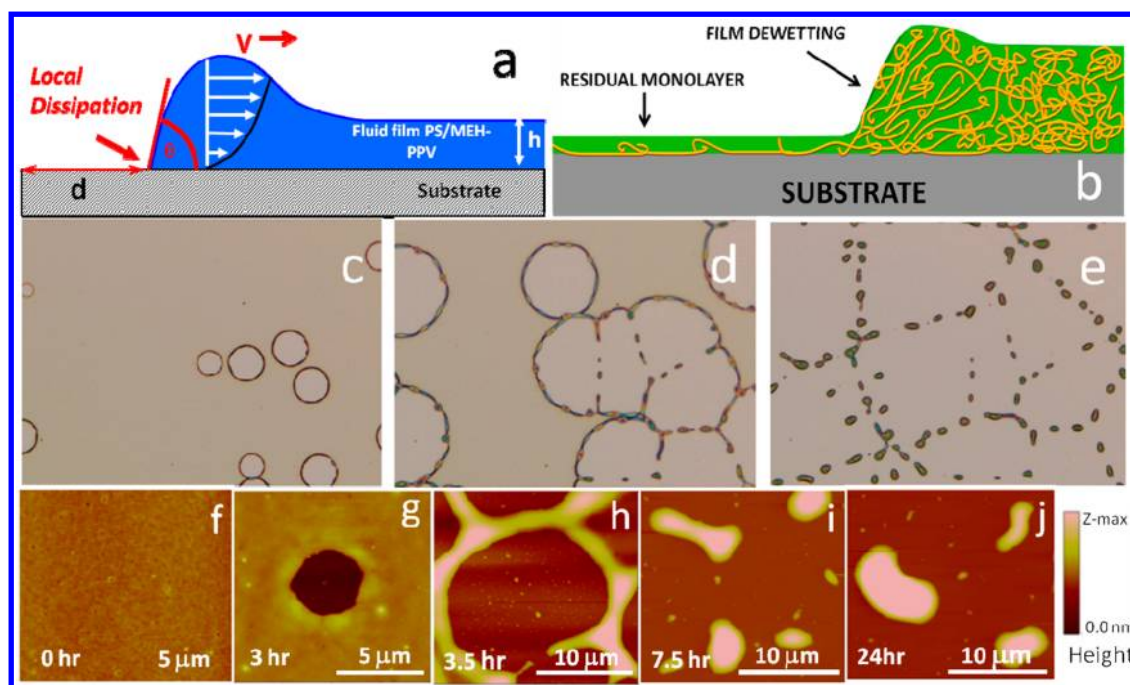 V
a
Local
Dissipation
θ
Fluid film PS/MEH-
PPV
h
d
Substrate
FILM DEWETTING
RESIDUAL MONOLAYER
SUBSTRATE
b
c
d
e
f
0 hr
5 μm
g
3 hr
5 μm
h
3.5 hr
10 μm
i
7.5 hr
10 μm
j
24hr
10 μm
Z-max
0.0 nm
Height